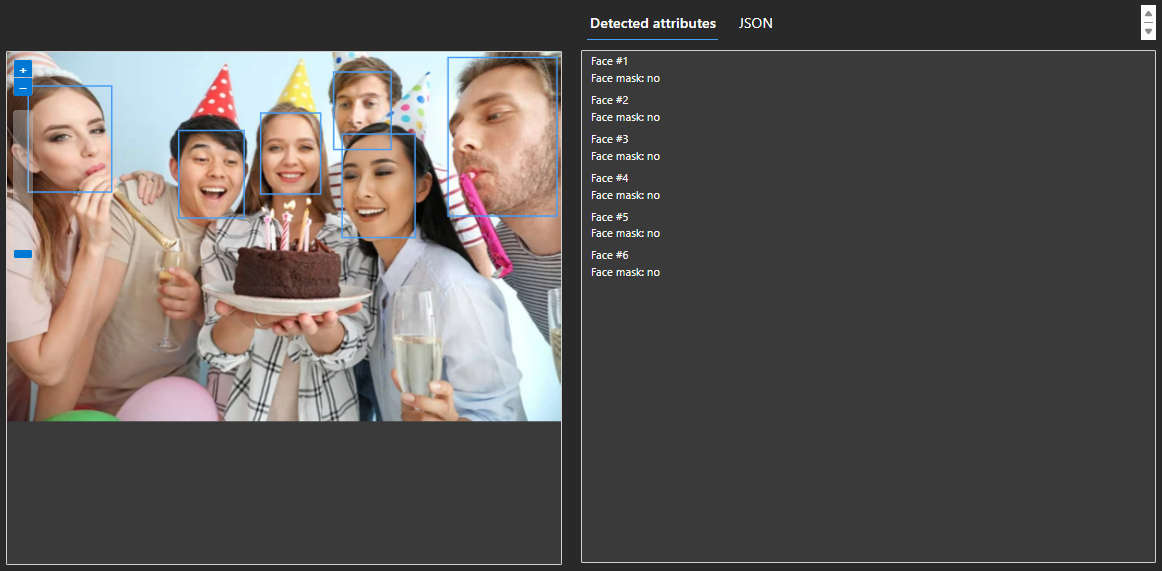 Detected attributes JSON
+
−
Face #1
Face mask: no
Face #2
Face mask: no
Face #3
Face mask: no
Face #4
Face mask: no
Face #5
Face mask: no
Face #6
Face mask: no